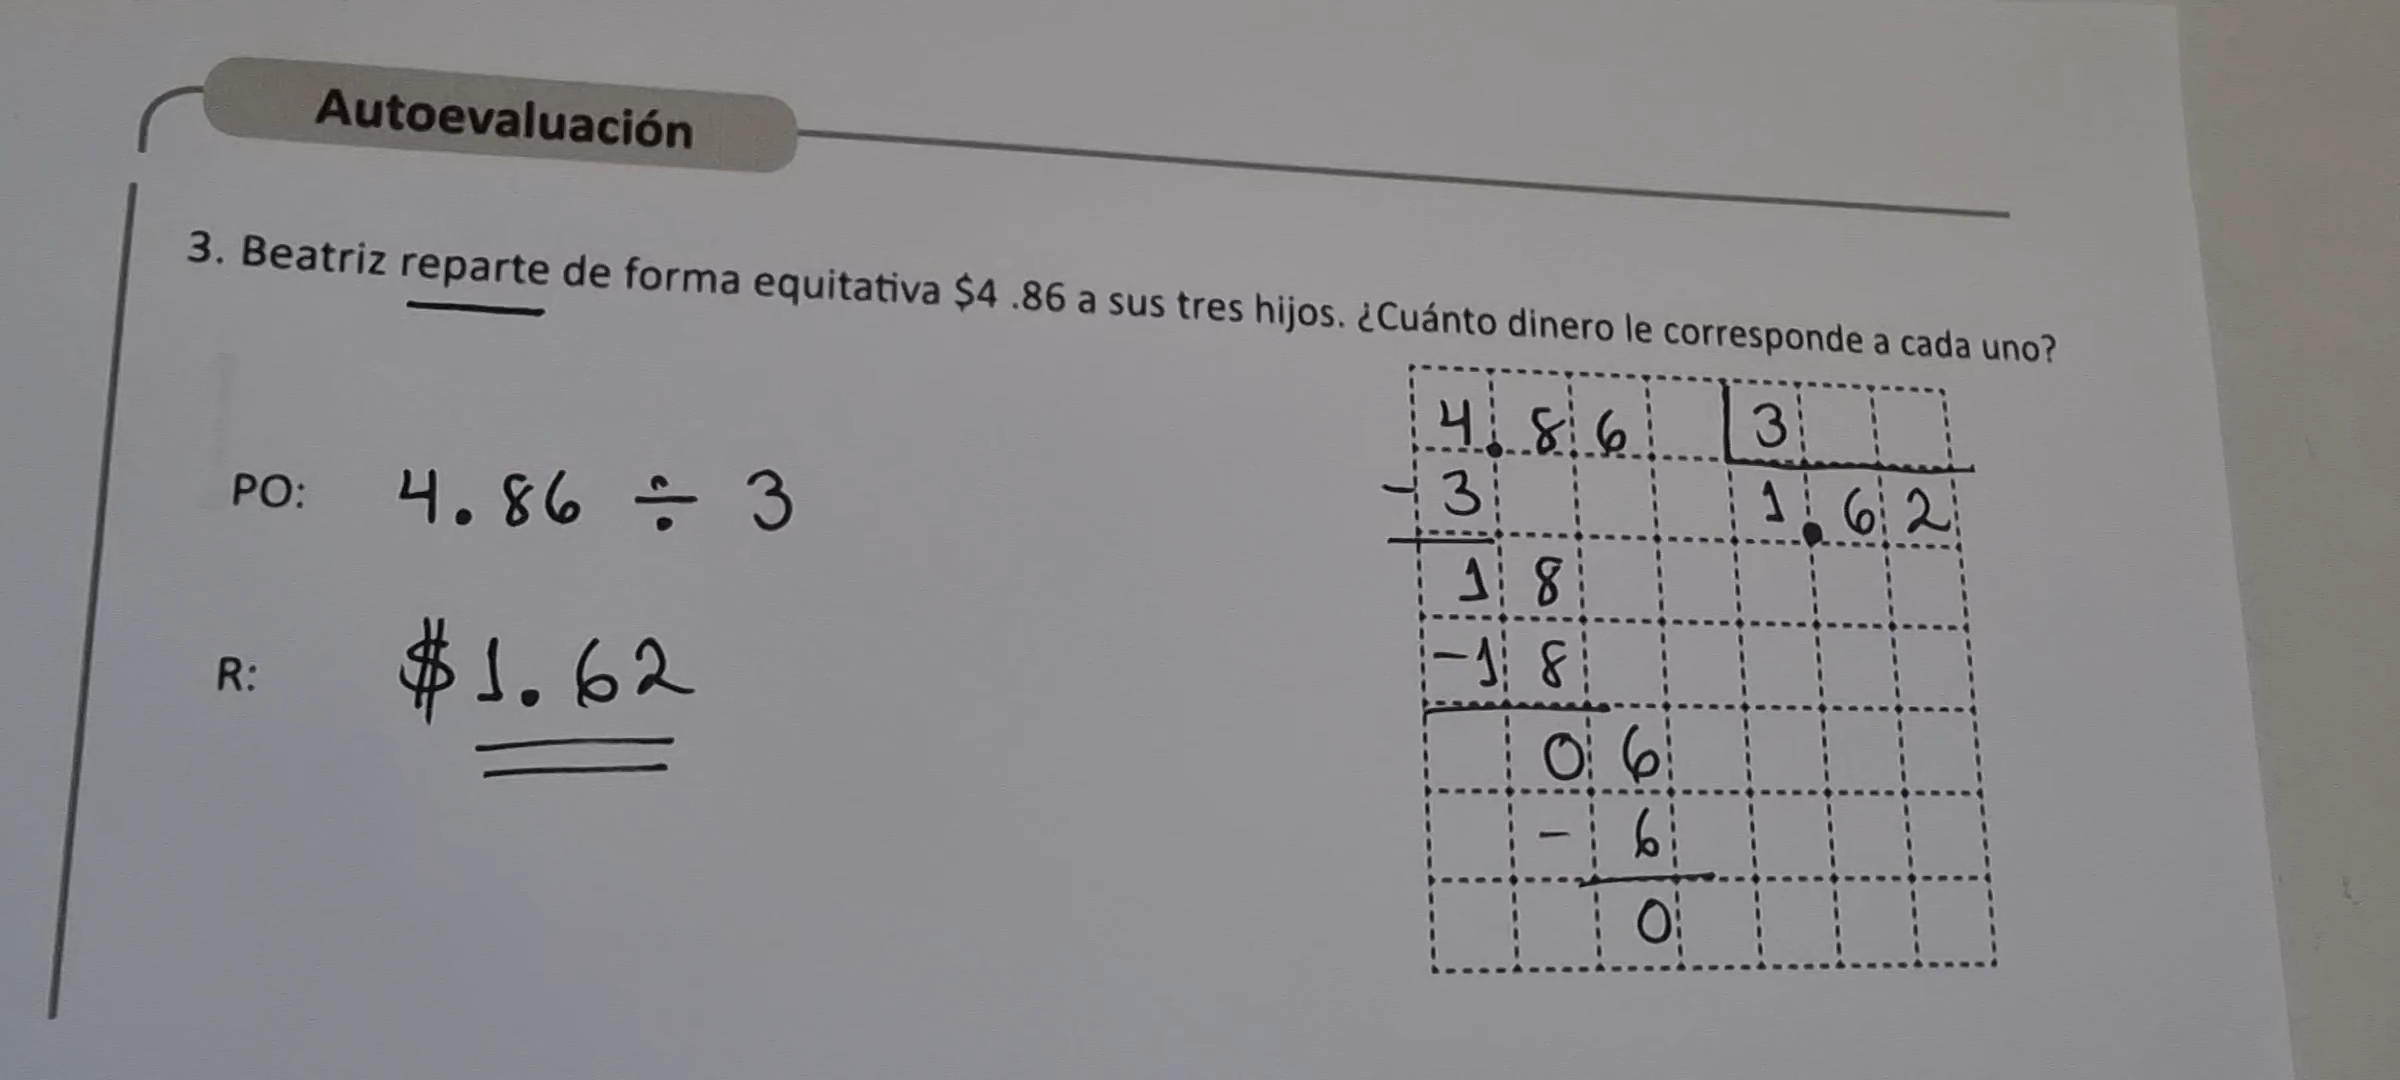 Autoevaluación
3. Beatriz reparte de forma equitativa $4 .86 a sus tres hijos. ¿Cuánto dinero le corresponde a cada uno?
PO: 4.86 ÷ 3
R: $1.62
4.86 3
- 3 1.62
18
-18
06
- 6
0